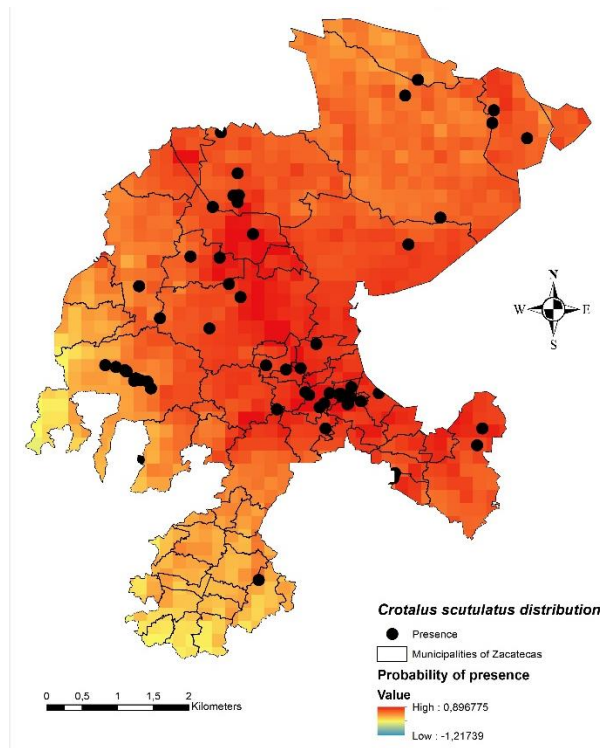 N
W E
S
Crotalus scutulatus distribution
Presence
Municipalities of Zacatecas
Probability of presence
Value
High : 0,896775
Low : -1,21739
0 0,5 1 1,5 2
Kilometers